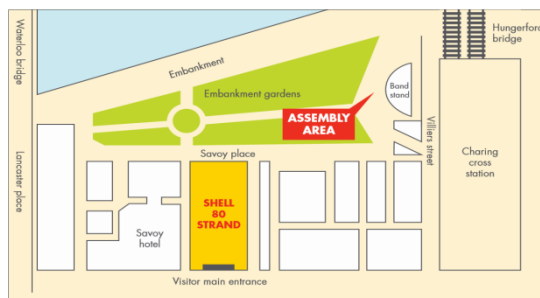 Waterloo bridge
Lancaster place
Embankment
Embankment gardens
ASSEMBLY
AREA
Band
stand
Hungerford
bridge
Villiers street
Charing
cross
station
Savoy place
SHELL
80
STRAND
Savoy
hotel
Visitor main entrance